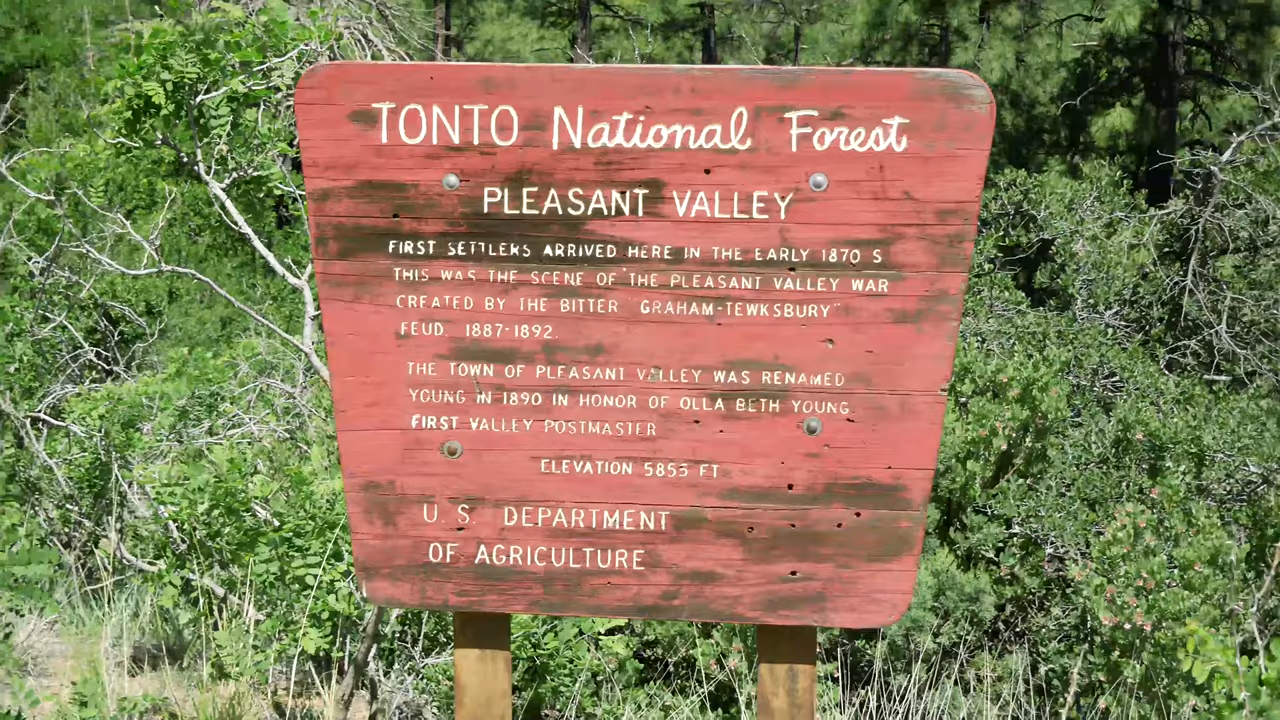 TONTO National Forest
PLEASANT VALLEY
FIRST SETTLERS ARRIVED HERE IN THE EARLY 1870 S
THIS WAS THE SCENE OF THE PLEASANT VALLEY WAR
CREATED BY THE BITTER "GRAHAM-TEWKSBURY"
FEUD. 1887-1892.
THE TOWN OF PLEASANT VALLEY WAS RENAMED
YOUNG IN 1890 IN HONOR OF OLLA BETH YOUNG.
FIRST VALLEY POSTMASTER
ELEVATION 5855 FT
U. S. DEPARTMENT
OF AGRICULTURE